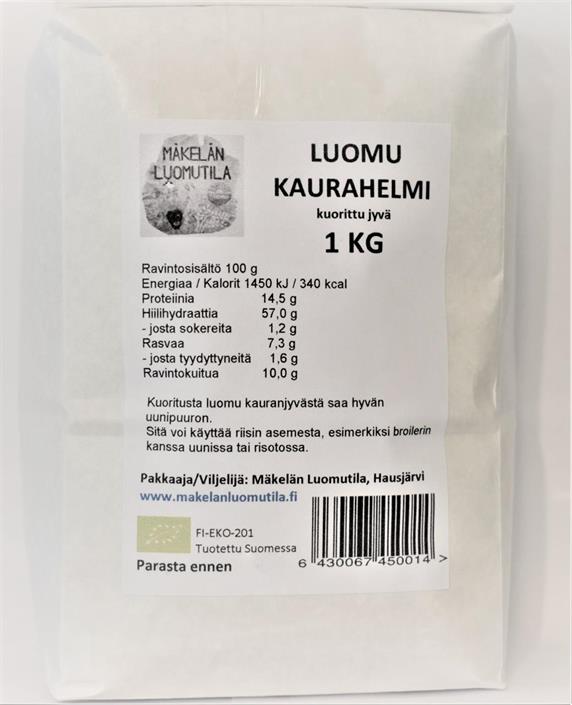 MÄKELÄN
LUOMUTILA
LUOMU
KAURAHELMI
kuorittu jyvä
1 KG
Ravintosisältö 100 g
Energiaa / Kalorit 1450 kJ / 340 kcal
Proteiinia 14,5 g
Hiilihydraattia 57,0 g
- josta sokereita 1,2 g
Rasvaa 7,3 g
- josta tyydyttyneitä 1,6 g
Ravintokuitua 10,0 g
Kuoritusta luomu kauranjyvästä saa hyvän
uunipuuron.
Sitä voi käyttää riisin asemesta, esimerkiksi broilerin
kanssa uunissa tai risotossa.
Pakkaaja/Viljelijä: Mäkelän Luomutila, Hausjärvi
www.makelanluomutila.fi
FI-EKO-201
Tuotettu Suomessa
Parasta ennen
6 430067 450014 >